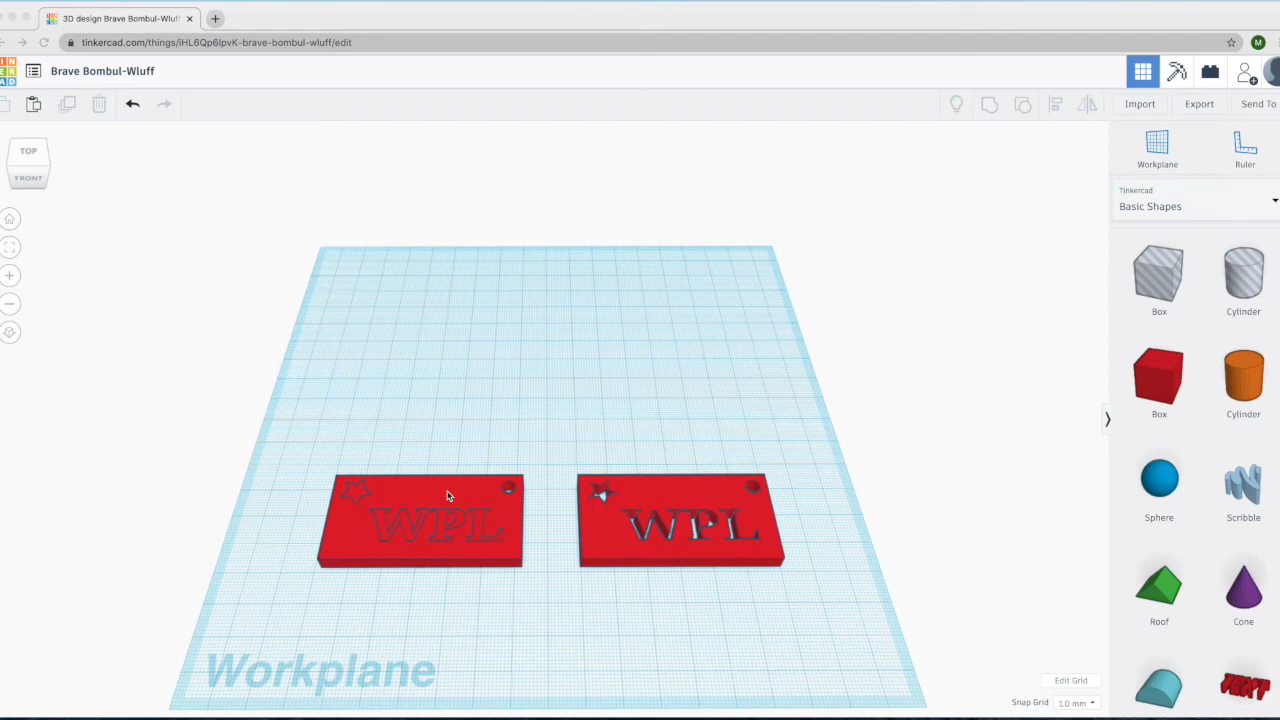 3D design Brave Bombul-Wluff
tinkercad.com/things/iHL6Qp6IpvK-brave-bombul-wluff/edit
M
Brave Bombul-Wluff
Import
Export
Send To
TOP
FRONT
Workplane
Ruler
Tinkercad
Basic Shapes
Box
Cylinder
Box
Cylinder
Sphere
Scribble
Roof
Cone
TEXT
WPL
WPL
Workplane
Edit Grid
Snap Grid
1.0 mm